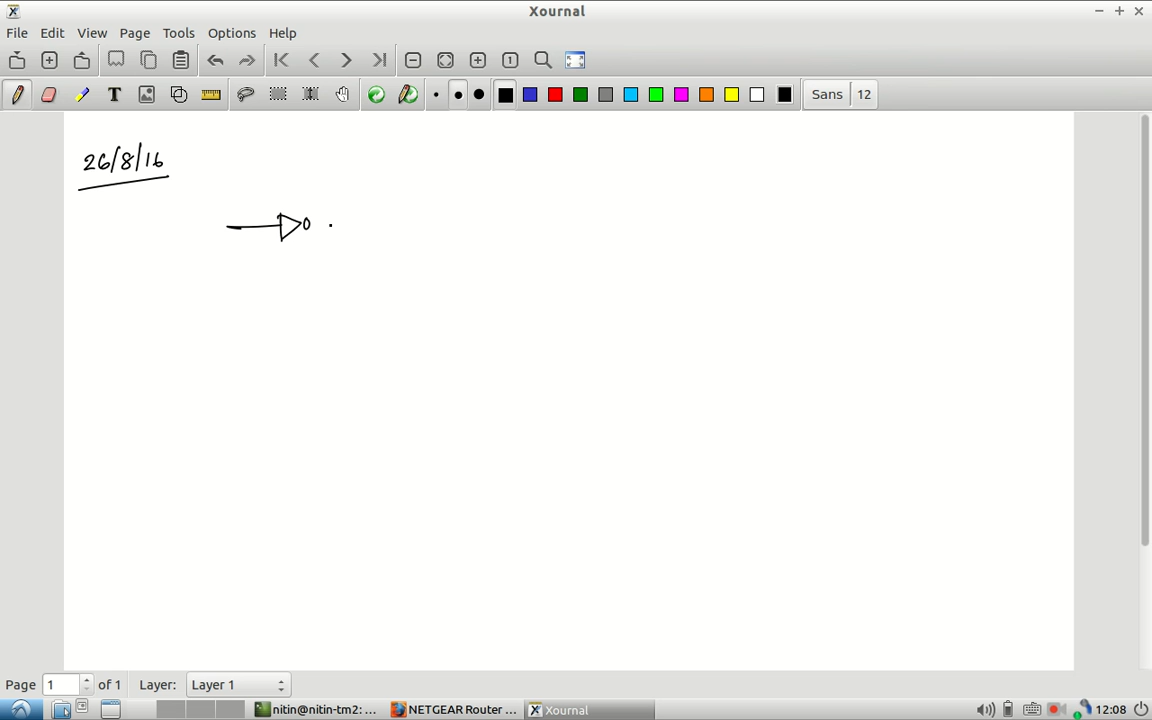 Xournal
File Edit View Page Tools Options Help
Sans 12
26/8/16
Page 1 of 1 Layer: Layer 1
nitin@nitin-tm2: ... NETGEAR Router ... Xournal 12:08